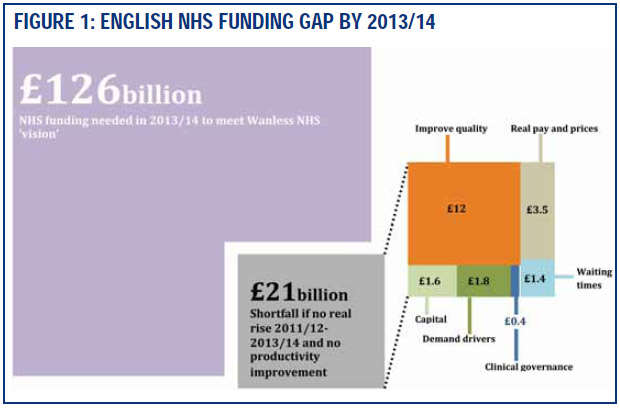 FIGURE 1: ENGLISH NHS FUNDING GAP BY 2013/14
£126billion
NHS funding needed in 2013/14 to meet Wanless NHS
'vision'
Improve quality
Real pay and prices
£12
£3.5
£21billion
Shortfall if no real
rise 2011/12-
2013/14 and no
productivity
improvement
£1.6
£1.8
£1.4
Waiting
times
Capital
£0.4
Demand drivers
Clinical governance